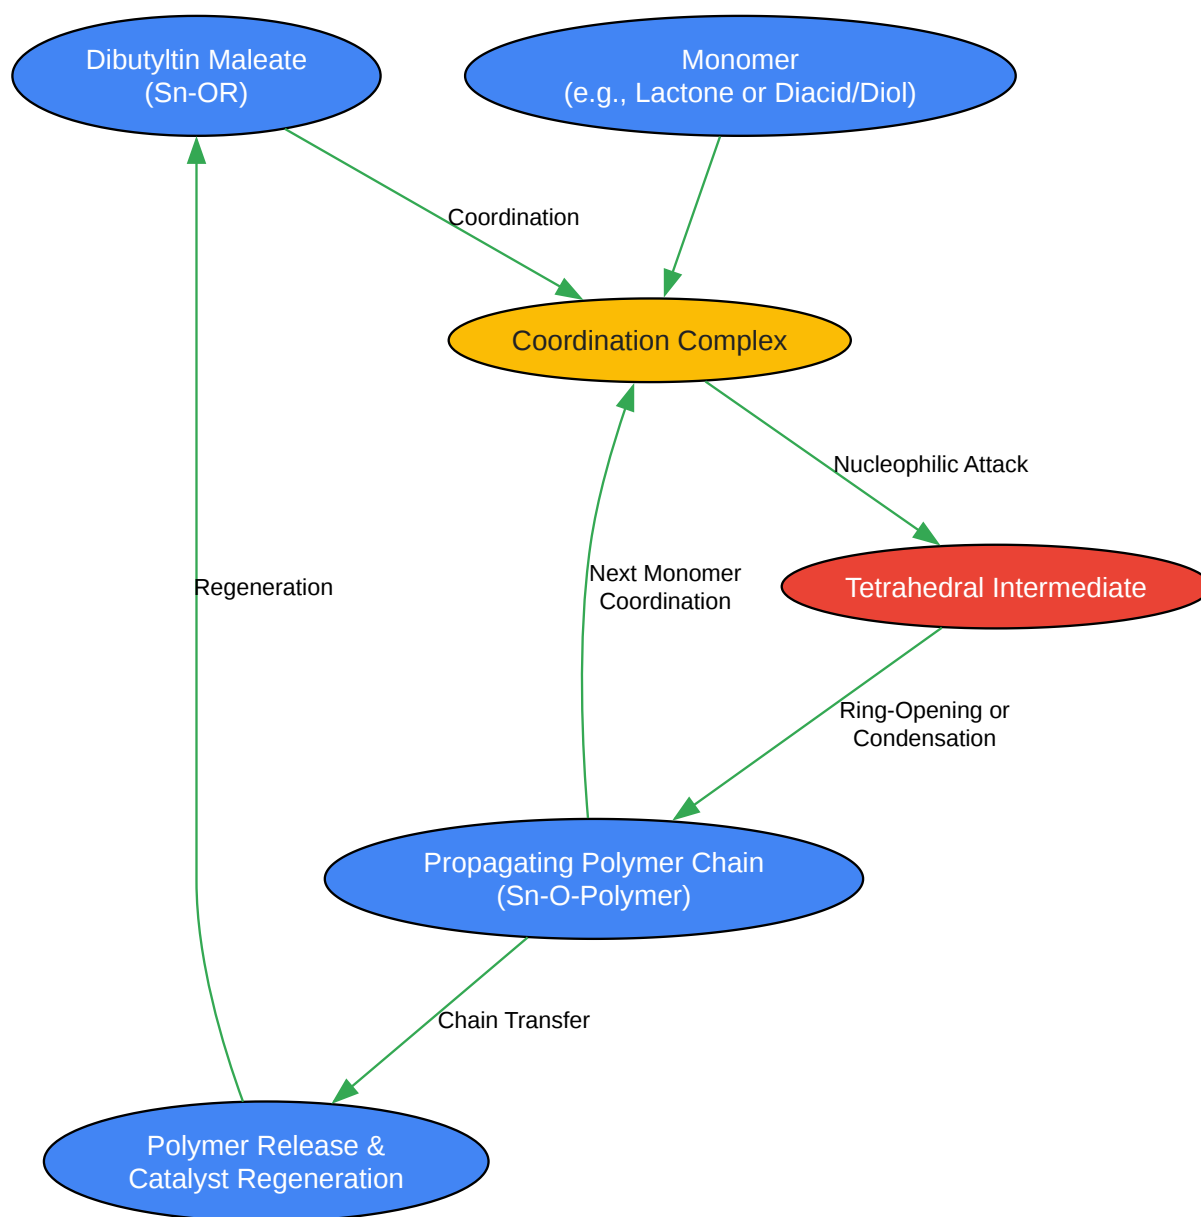 Dibutyltin Maleate
(Sn-OR)
Monomer
(e.g., Lactone or Diacid/Diol)
Coordination
Coordination Complex
Nucleophilic Attack
Next Monomer
Coordination
Regeneration
Tetrahedral Intermediate
Ring-Opening or
Condensation
Propagating Polymer Chain
(Sn-O-Polymer)
Chain Transfer
Polymer Release &
Catalyst Regeneration